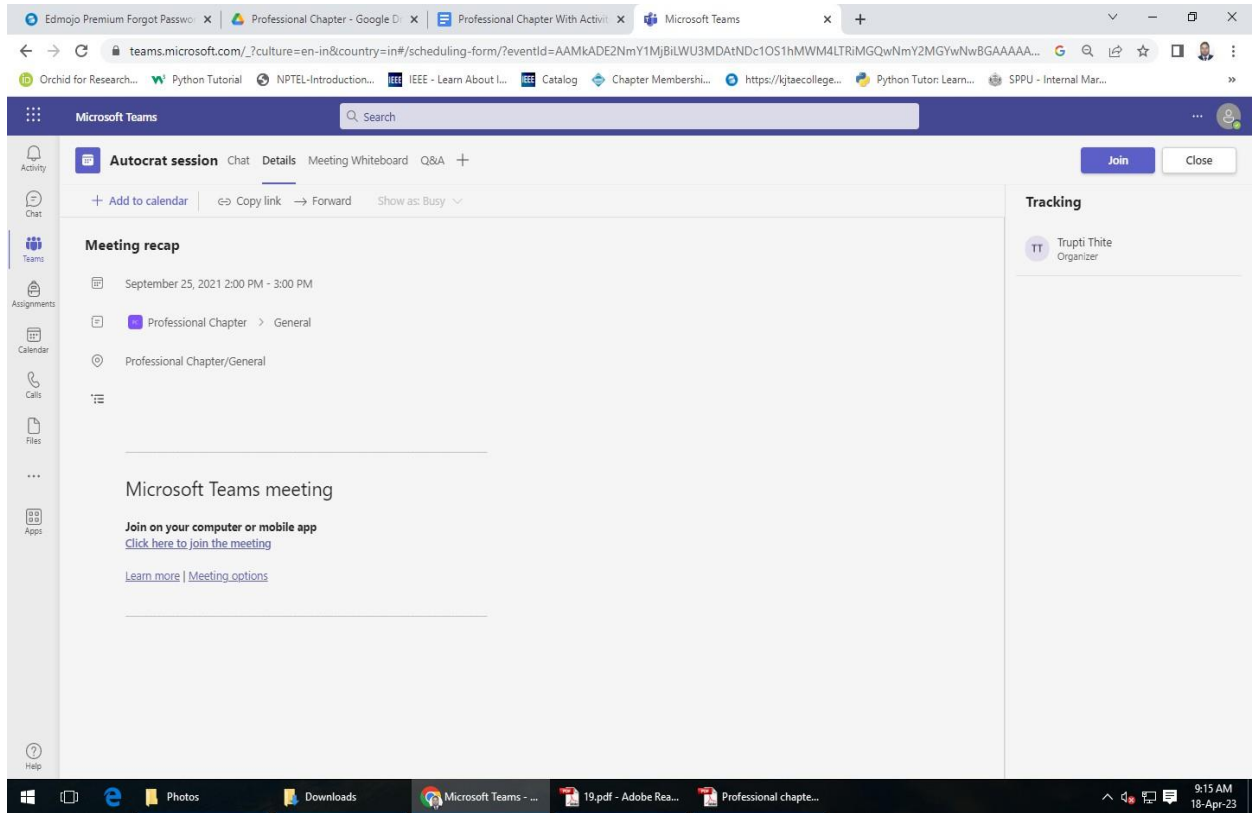 Edmojo Premium Forgot Passwo
Professional Chapter - Google Dr
Professional Chapter With Activit
Microsoft Teams
teams.microsoft.com/_?culture=en-in&country=in#/scheduling-form/?eventId=AAMkADE2NmY1MjBiLWU3MDAtNDc1OS1hMWM4LTRiMGQwNmY2MGYwNwBGAAAAA...
Orchid for Research...
Python Tutorial
NPTEL-Introduction...
IEEE - Learn About I...
Catalog
Chapter Membershi...
https://kjtaecollege...
Python Tutor: Learn...
SPPU - Internal Mar...
»
Microsoft Teams
Search
Activity
Chat
Teams
Assignments
Calendar
Calls
Files
Apps
Help
Autocrat session Chat Details Meeting Whiteboard Q&A
Join
Close
Add to calendar
Copy link
Forward
Show as: Busy
Meeting recap
September 25, 2021 2:00 PM - 3:00 PM
Professional Chapter > General
Professional Chapter/General
Microsoft Teams meeting
Join on your computer or mobile app
Click here to join the meeting
Learn more | Meeting options
Tracking
TT
Trupti Thite
Organizer
Photos
Downloads
Microsoft Teams - ...
19.pdf - Adobe Rea...
Professional chapte...
9:15 AM
18-Apr-23